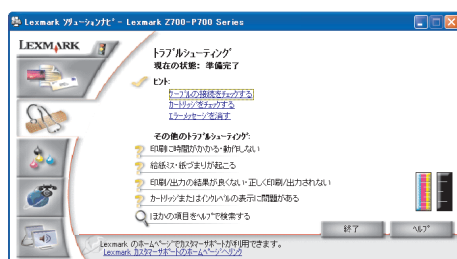 Lexmark ｿﾘｭｰｼｮﾝﾅﾋﾞ - Lexmark Z700-P700 Series
LEXMARK
ﾄﾗﾌﾞﾙｼｭｰﾃｨﾝｸﾞ
現在の状態: 準備完了
ﾋﾝﾄ:
ｹｰﾌﾞﾙの接続をﾁｪｯｸする
ｶｰﾄﾘｯｼﾞをﾁｪｯｸする
ｴﾗｰﾒｯｾｰｼﾞを消す
その他のﾄﾗﾌﾞﾙｼｭｰﾃｨﾝｸﾞ:
印刷に時間がかかる･動作しない
給紙ﾐｽ･紙づまりが起こる
印刷/出力の結果が良くない･正しく印刷/出力されない
ｶｰﾄﾘｯｼﾞまたはｲﾝｸﾚﾍﾞﾙの表示に問題がある
ほかの項目をﾍﾙﾌﾟで検索する
終了
ﾍﾙﾌﾟ
Lexmark のﾎｰﾑﾍﾟｰｼﾞでｶｽﾀﾏｰｻﾎﾟｰﾄが利用できます。
Lexmark ｶｽﾀﾏｰｻﾎﾟｰﾄのﾎｰﾑﾍﾟｰｼﾞへﾘﾝｸ